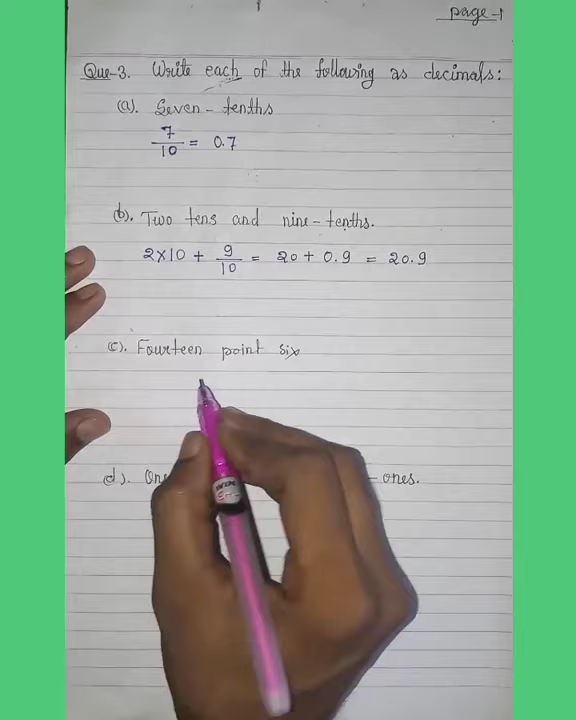 page-1
Que-3. Write each of the following as decimals:
(a). Seven-tenths
7/10 = 0.7
(b). Two tens and nine-tenths.
2×10 + 9/10 = 20 + 0.9 = 20.9
(c). Fourteen point six
(d). One - ones.